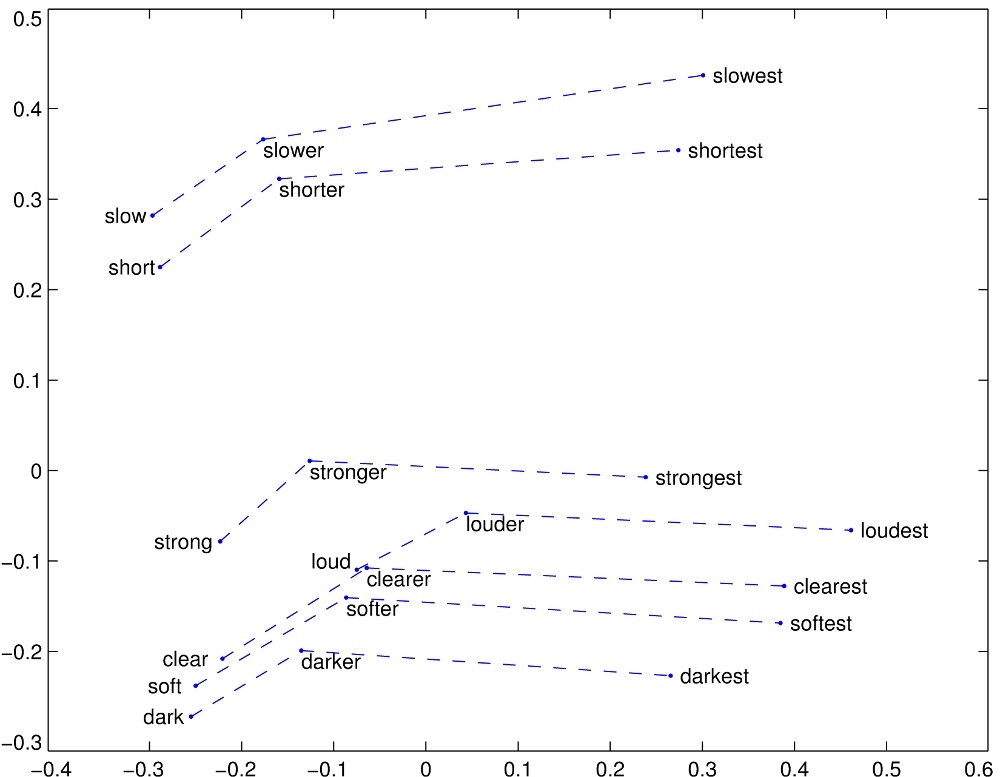 0.5
slowest
0.4
slower
shortest
0.3
shorter
slow
short
0.2
0.1
0
stronger
strongest
louder
loudest
strong
−0.1
loud
clearer
clearest
softer
softest
−0.2
clear
darker
darkest
soft
dark
−0.3
−0.4 −0.3 −0.2 −0.1 0 0.1 0.2 0.3 0.4 0.5 0.6